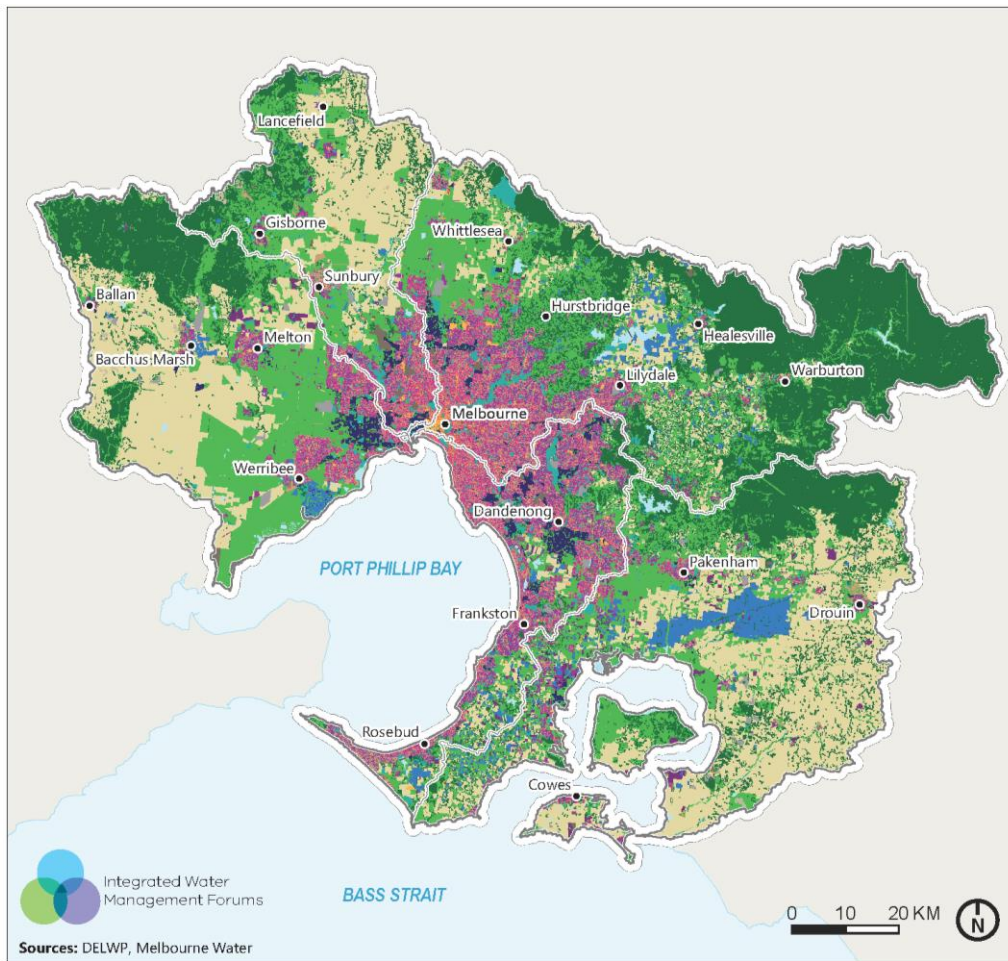 Lancefield
Gisborne
Whittlesea
Sunbury
Ballan
Hurstbridge
Healesville
Bacchus Marsh
Melton
Lilydale
Warburton
Melbourne
Werribee
Dandenong
PORT PHILLIP BAY
Pakenham
Drouin
Frankston
Rosebud
Cowes
Integrated Water
Management Forums
BASS STRAIT
0 10 20 KM
N
Sources: DELWP, Melbourne Water